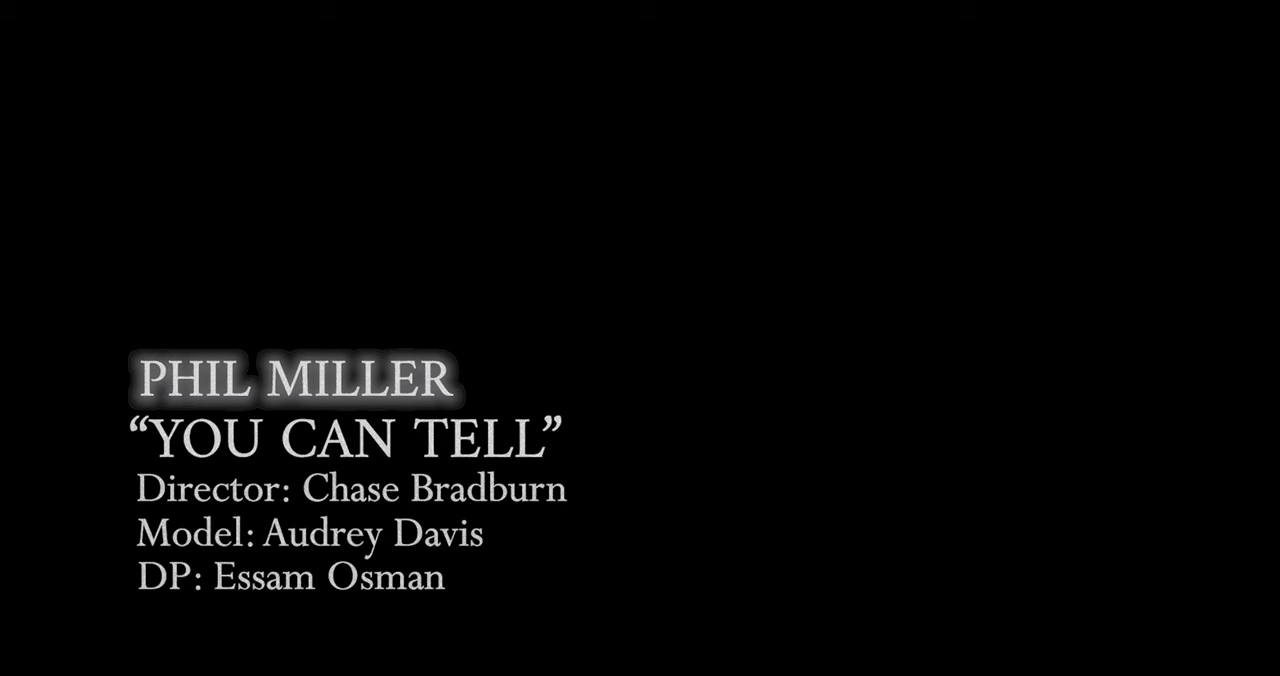 PHIL MILLER
“YOU CAN TELL”
Director: Chase Bradburn
Model: Audrey Davis
DP: Essam Osman